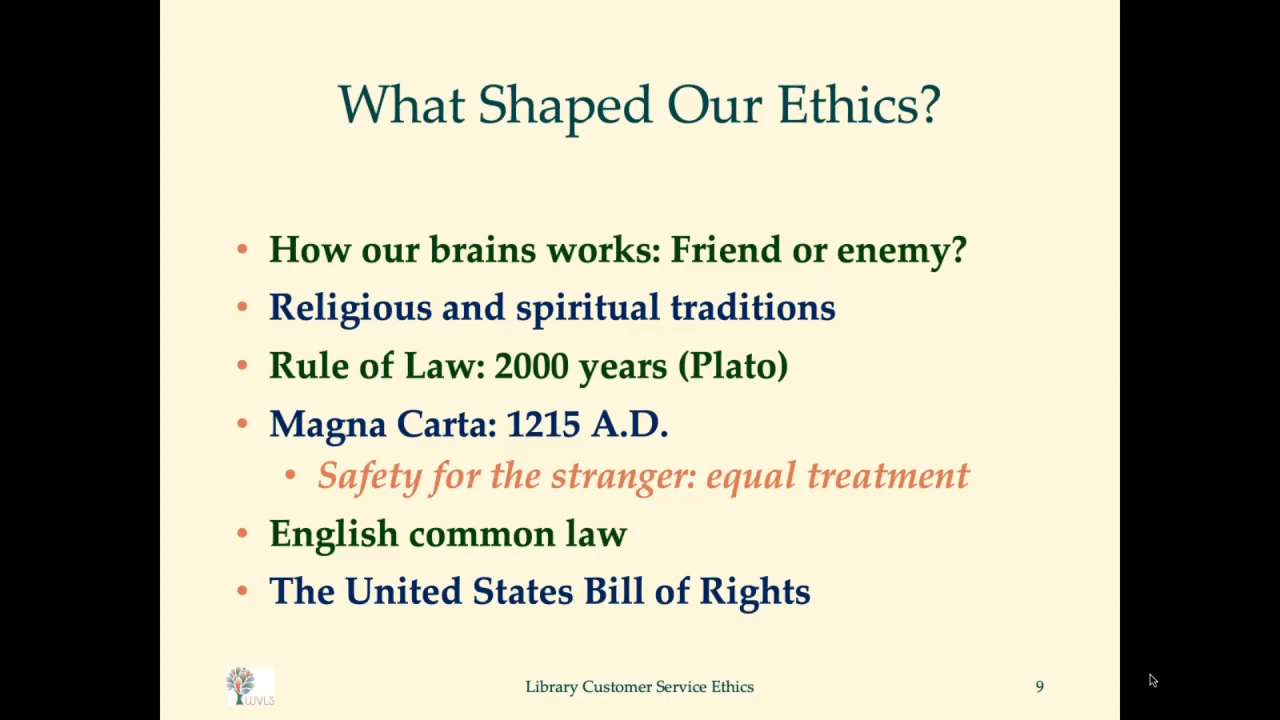 What Shaped Our Ethics?
• How our brains works: Friend or enemy?
• Religious and spiritual traditions
• Rule of Law: 2000 years (Plato)
• Magna Carta: 1215 A.D.
• Safety for the stranger: equal treatment
• English common law
• The United States Bill of Rights
WVLS
Library Customer Service Ethics
9